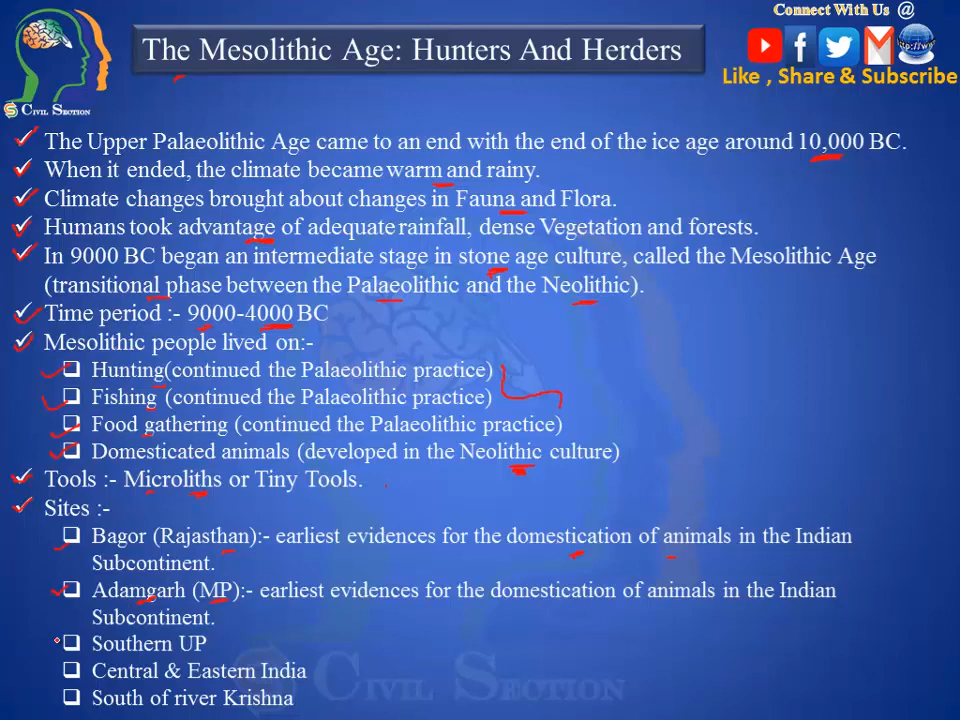 Connect With Us @
The Mesolithic Age: Hunters And Herders
http://www
Like , Share & Subscribe
Civil Section
The Upper Palaeolithic Age came to an end with the end of the ice age around 10,000 BC.
When it ended, the climate became warm and rainy.
Climate changes brought about changes in Fauna and Flora.
Humans took advantage of adequate rainfall, dense Vegetation and forests.
In 9000 BC began an intermediate stage in stone age culture, called the Mesolithic Age
(transitional phase between the Palaeolithic and the Neolithic).
Time period :- 9000-4000 BC
Mesolithic people lived on:-
Hunting(continued the Palaeolithic practice)
Fishing (continued the Palaeolithic practice)
Food gathering (continued the Palaeolithic practice)
Domesticated animals (developed in the Neolithic culture)
Tools :- Microliths or Tiny Tools.
Sites :-
Bagor (Rajasthan):- earliest evidences for the domestication of animals in the Indian
Subcontinent.
Adamgarh (MP):- earliest evidences for the domestication of animals in the Indian
Subcontinent.
Southern UP
Central & Eastern India
South of river Krishna
Civil Section